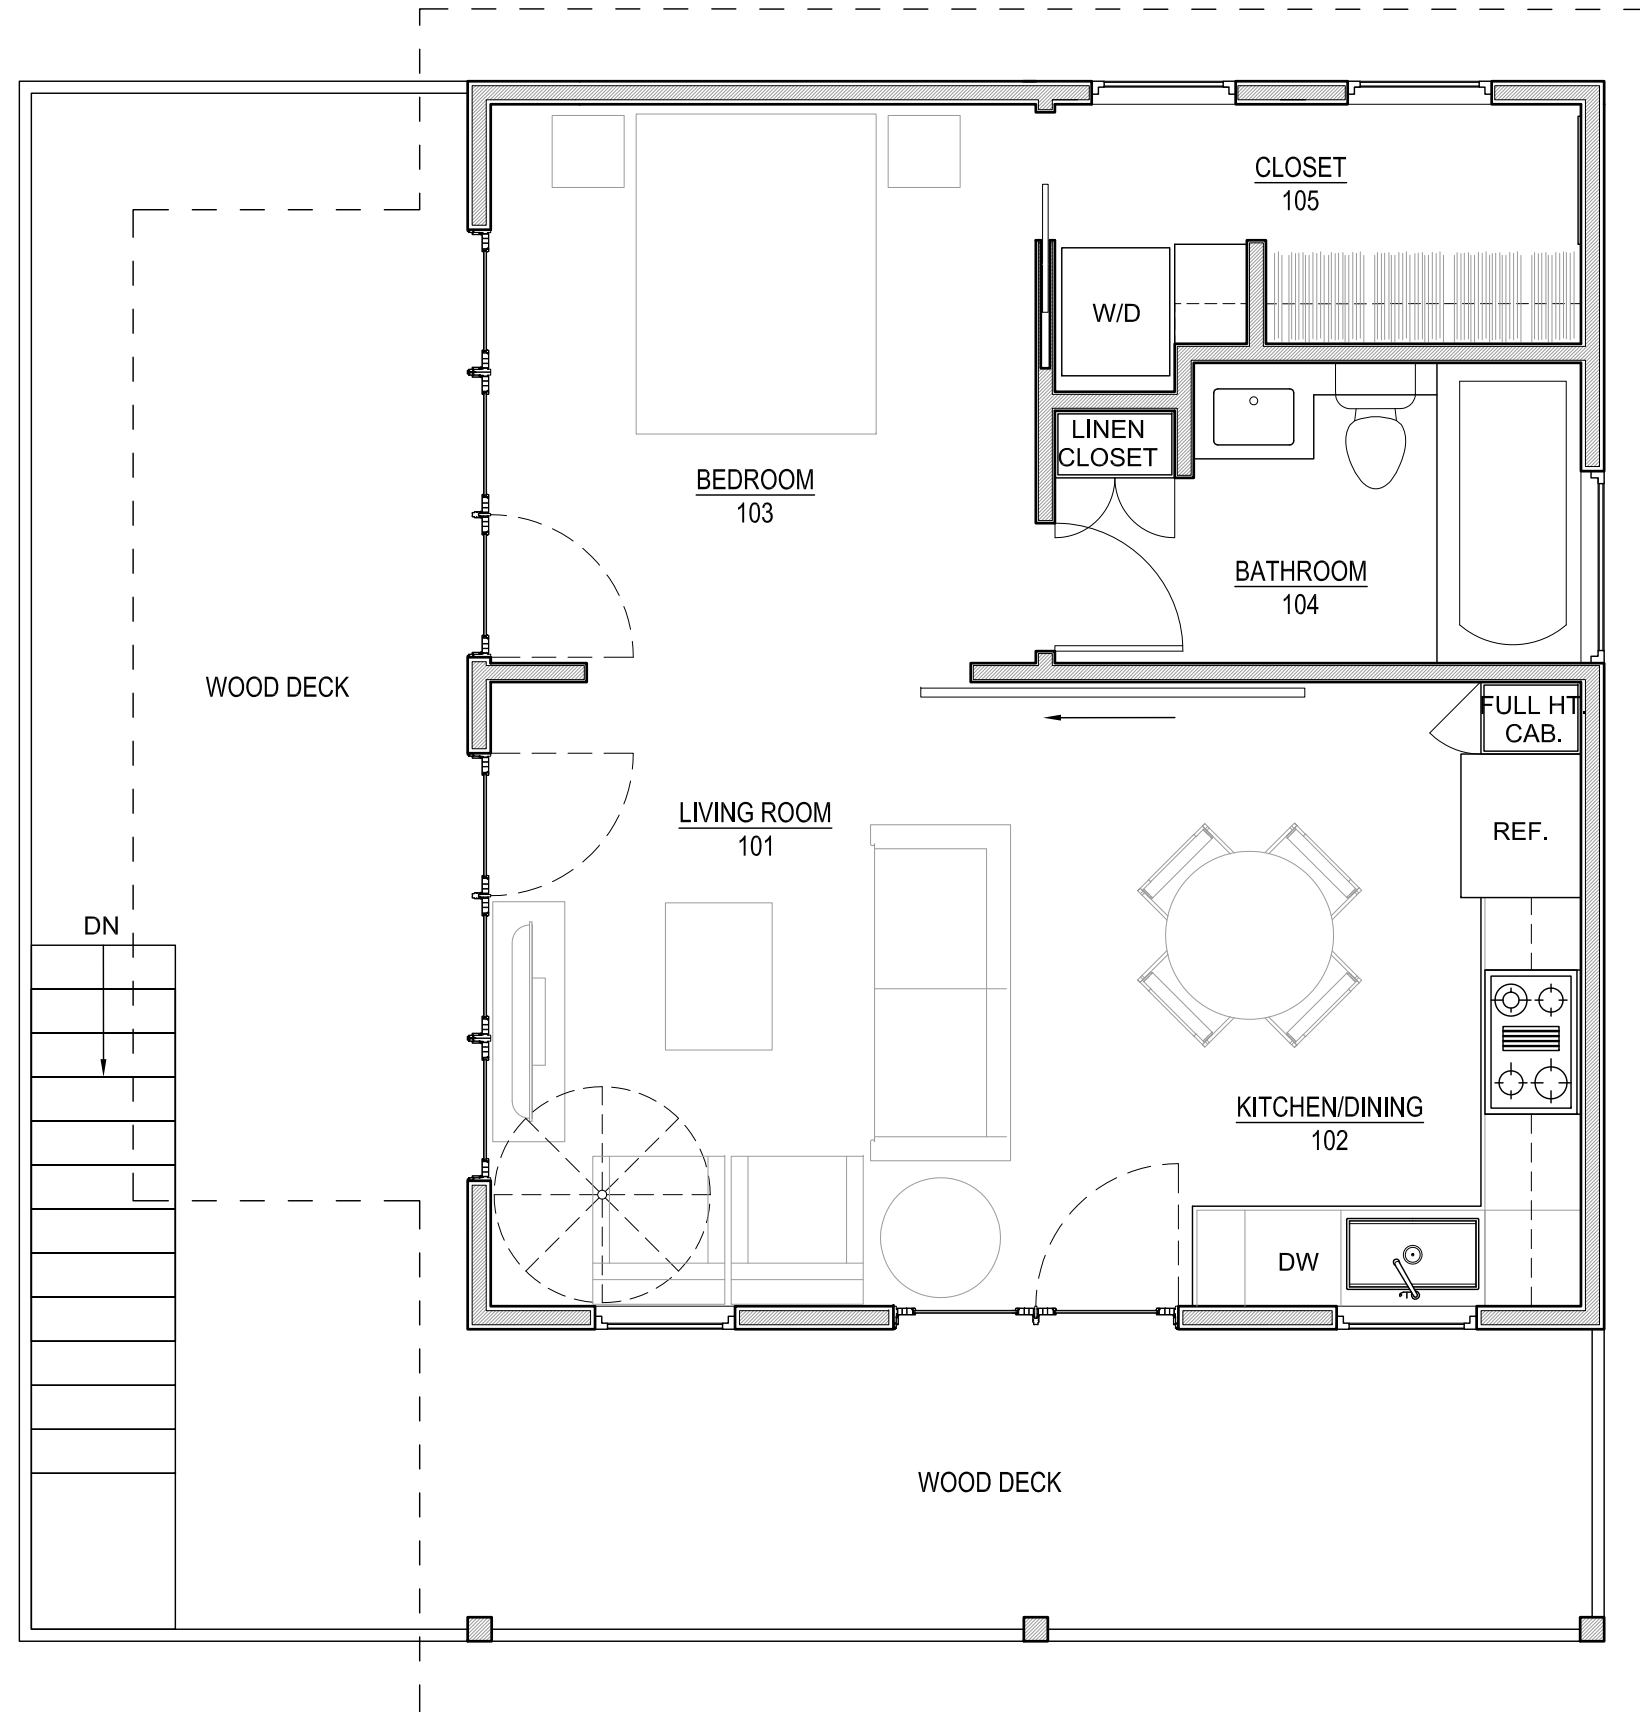 CLOSET
105
W/D
LINEN
CLOSET
BEDROOM
103
BATHROOM
104
WOOD DECK
FULL HT.
CAB.
LIVING ROOM
101
REF.
DN
KITCHEN/DINING
102
DW
WOOD DECK